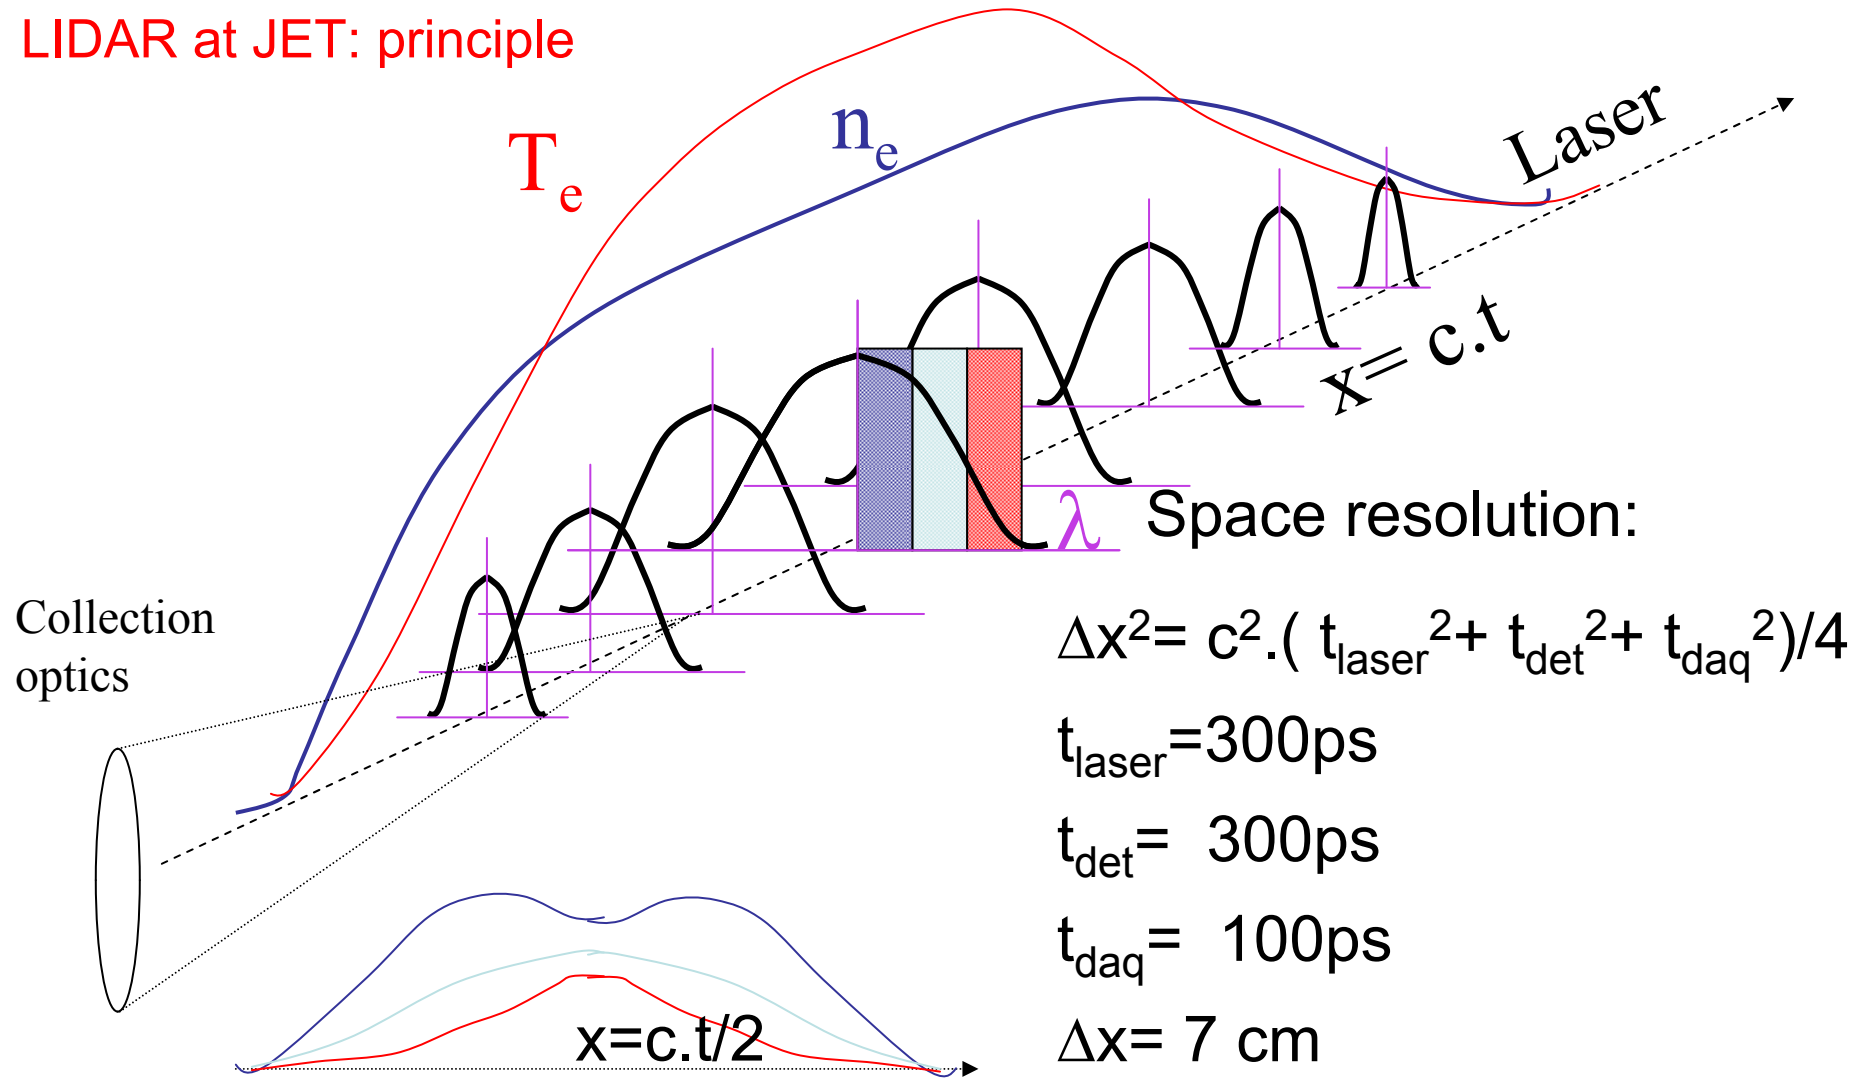 LIDAR at JET: principle
Te
ne
Laser
x= c.t
λ
Collection
optics
x=c.t/2
Space resolution:
Δx²= c².( tlaser²+ tdet²+ tdaq²)/4
tlaser=300ps
tdet= 300ps
tdaq= 100ps
Δx= 7 cm